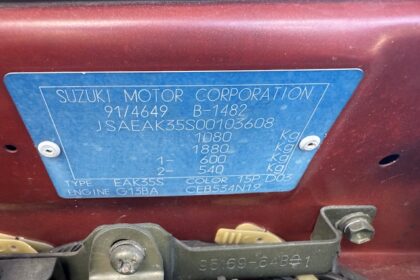 SUZUKI MOTOR CORPORATION
91/4649 B-1482
JSAEAK35S00103608
1080 Kg
1880 Kg
1- 600 Kg
2- 540 Kg
TYPE EAK35S COLOR 15P D03
ENGINE G13BA CEB534N19